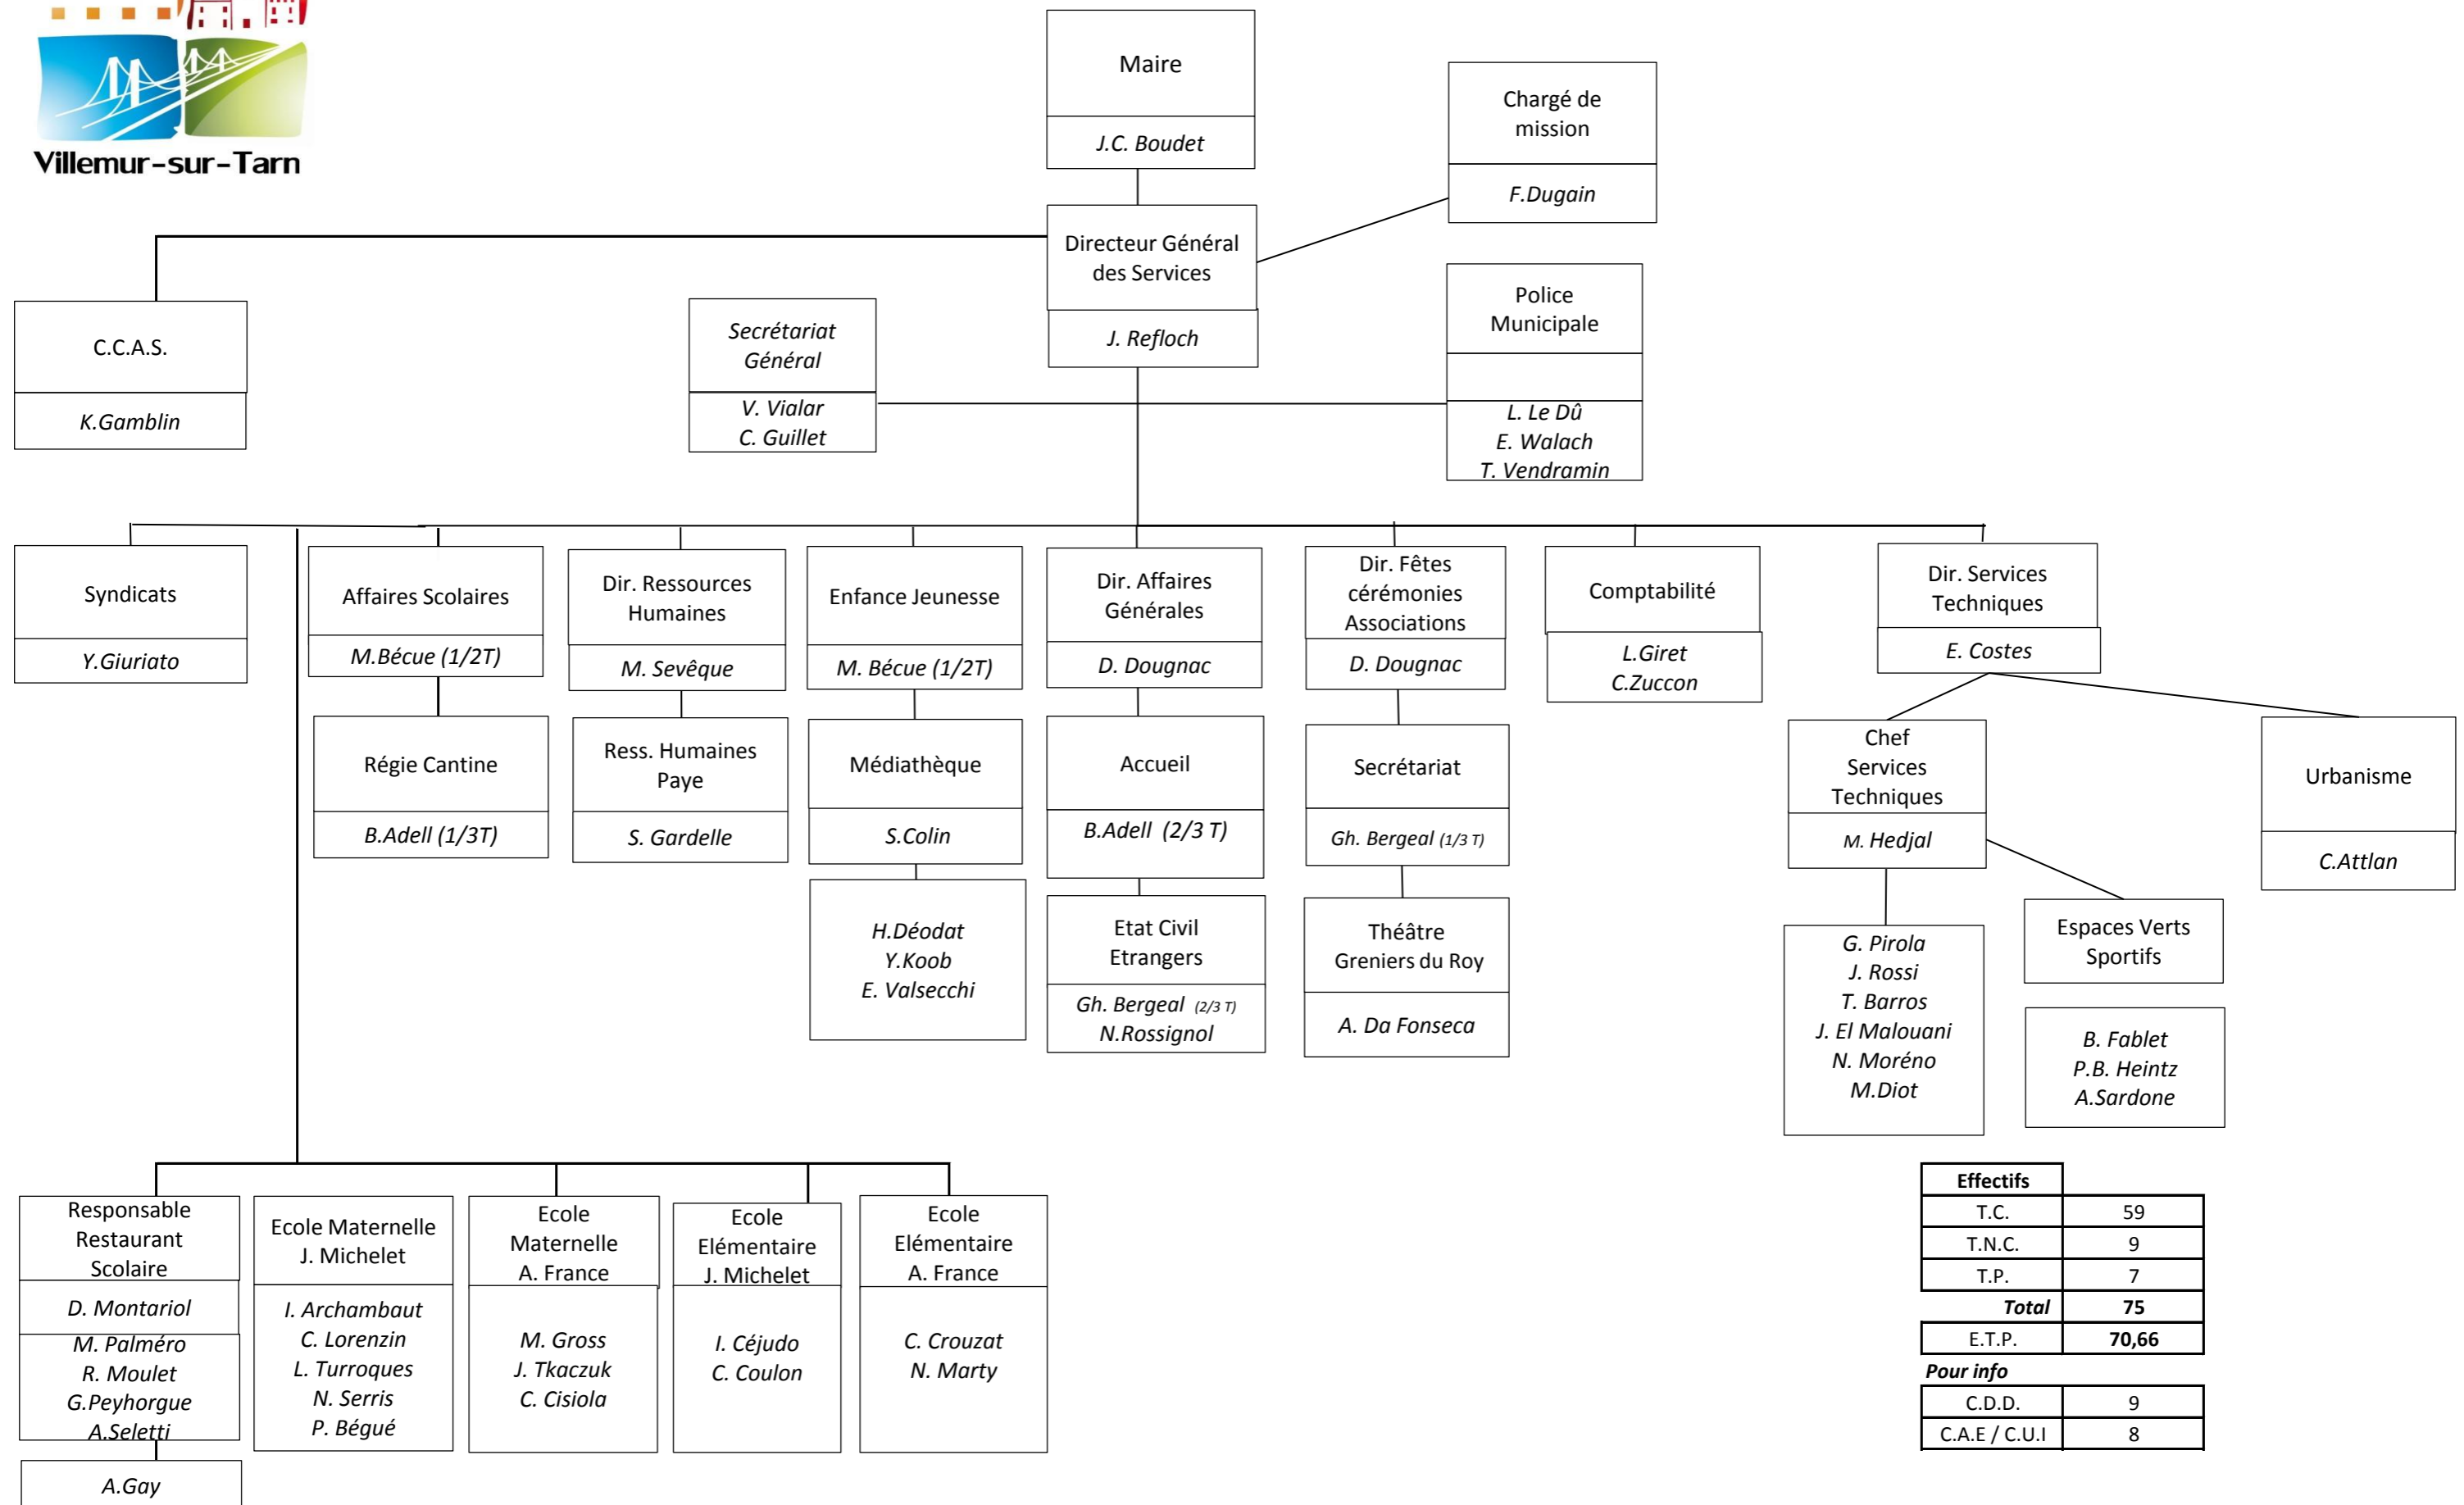 Villemur-sur-Tarn
Maire
J.C. Boudet
Chargé de
mission
F.Dugain
Directeur Général
des Services
J. Refloch
C.C.A.S.
K.Gamblin
Secrétariat
Général
V. Vialar
C. Guillet
Police
Municipale
L. Le Dû
E. Walach
T. Vendramin
Syndicats
Y.Giuriato
Affaires Scolaires
M.Bécue (1/2T)
Dir. Ressources
Humaines
M. Sevêque
Enfance Jeunesse
M. Bécue (1/2T)
Dir. Affaires
Générales
D. Dougnac
Dir. Fêtes
cérémonies
Associations
D. Dougnac
Comptabilité
L.Giret
C.Zuccon
Dir. Services
Techniques
E. Costes
Régie Cantine
B.Adell (1/3T)
Ress. Humaines
Paye
S. Gardelle
Médiathèque
S.Colin
H.Déodat
Y.Koob
E. Valsecchi
Accueil
B.Adell (2/3 T)
Etat Civil
Etrangers
Gh. Bergeal (2/3 T)
N.Rossignol
Secrétariat
Gh. Bergeal (1/3 T)
Théâtre
Greniers du Roy
A. Da Fonseca
Chef
Services
Techniques
M. Hedjal
Urbanisme
C.Attlan
G. Pirola
J. Rossi
T. Barros
J. El Malouani
N. Moréno
M.Diot
Espaces Verts
Sportifs
B. Fablet
P.B. Heintz
A.Sardone
Responsable
Restaurant
Scolaire
D. Montariol
M. Palméro
R. Moulet
G.Peyhorgue
A.Seletti
A.Gay
Ecole Maternelle
J. Michelet
I. Archambaut
C. Lorenzin
L. Turroques
N. Serris
P. Bégué
Ecole
Maternelle
A. France
M. Gross
J. Tkaczuk
C. Cisiola
Ecole
Elémentaire
J. Michelet
I. Céjudo
C. Coulon
Ecole
Elémentaire
A. France
C. Crouzat
N. Marty
Effectifs
T.C. 59
T.N.C. 9
T.P. 7
Total 75
E.T.P. 70,66
Pour info
C.D.D. 9
C.A.E / C.U.I 8